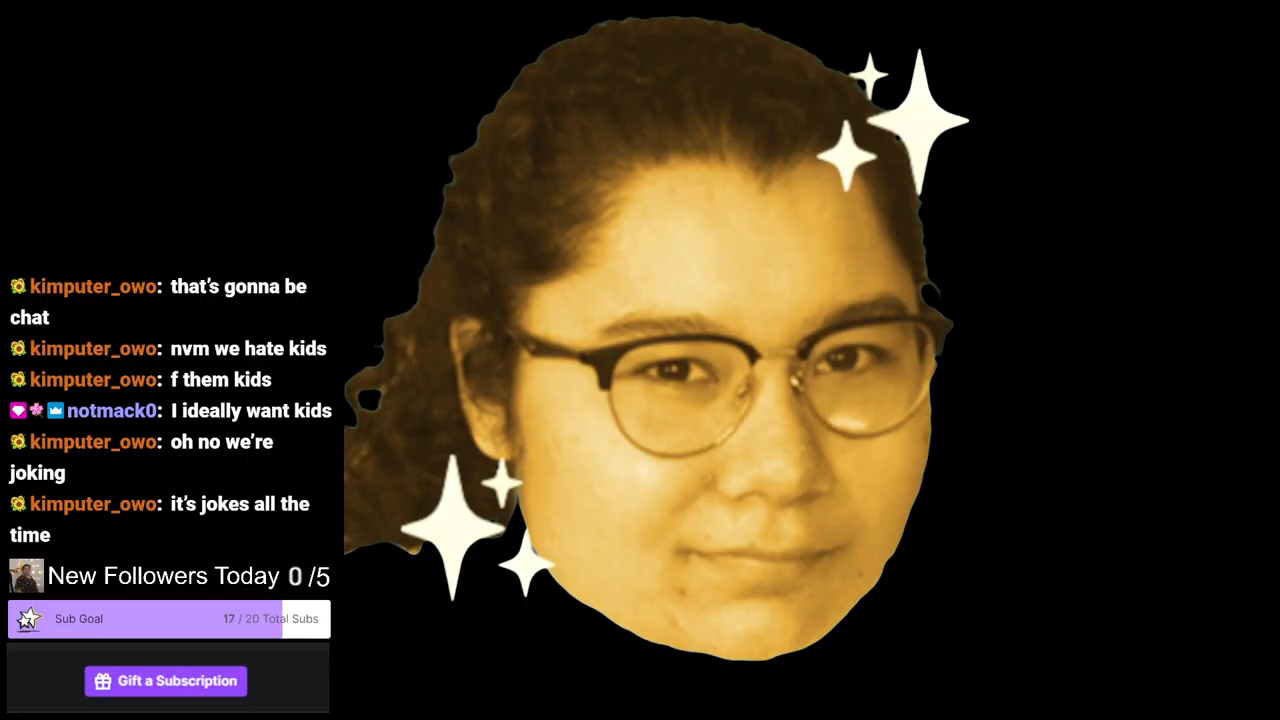 kimputer_owo: that's gonna be
chat
kimputer_owo: nvm we hate kids
kimputer_owo: f them kids
notmack0: I ideally want kids
kimputer_owo: oh no we're
joking
kimputer_owo: it's jokes all the
time
New Followers Today 0 /5
Sub Goal 17 / 20 Total Subs
Gift a Subscription